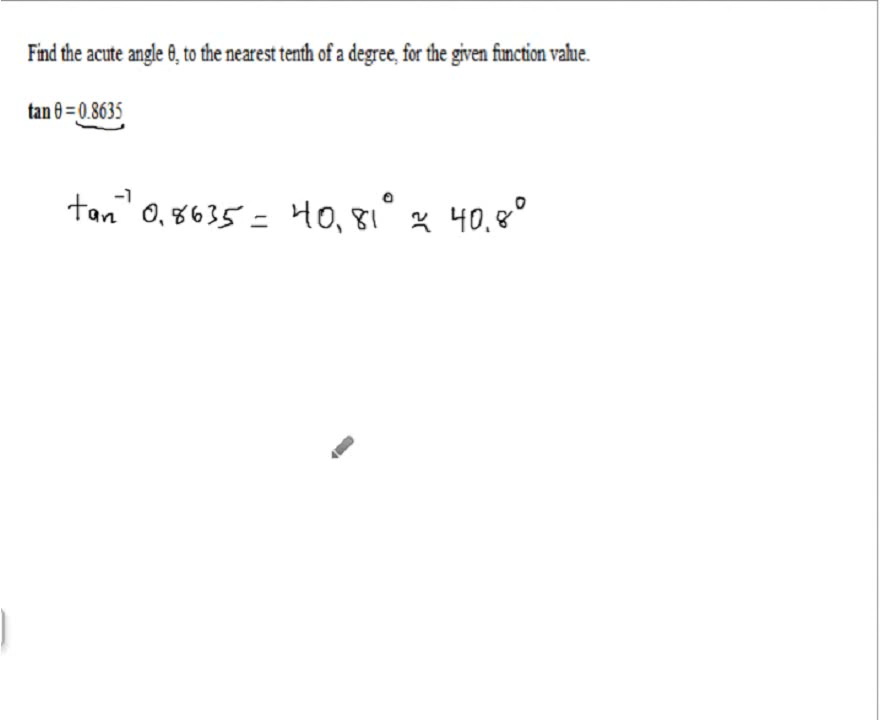 Find the acute angle θ, to the nearest tenth of a degree, for the given function value.
tan θ = 0.8635
tan⁻¹ 0.8635 = 40.81° ≈ 40.8°